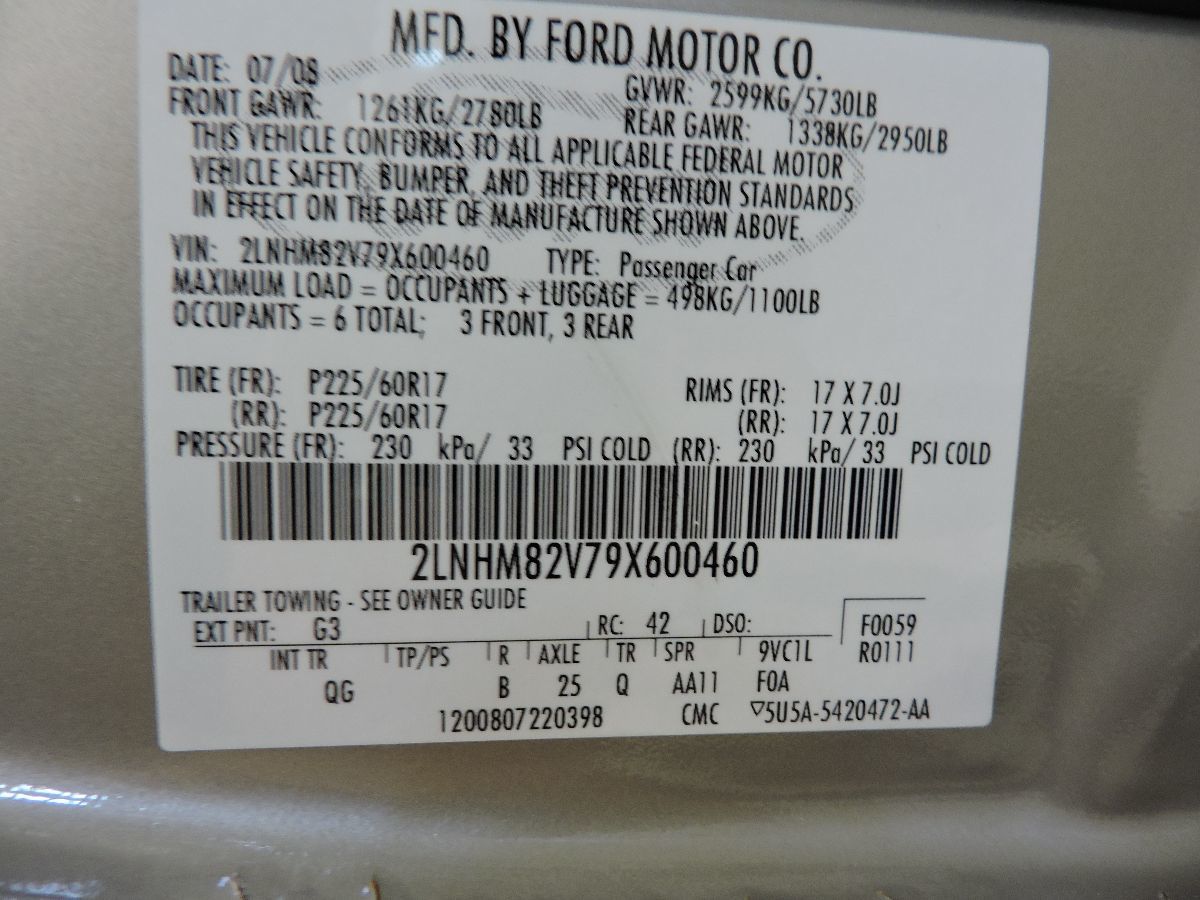 MFD. BY FORD MOTOR CO.
DATE: 07/08 GVWR: 2599KG/5730LB
FRONT GAWR: 1261KG/2780LB REAR GAWR: 1338KG/2950LB
THIS VEHICLE CONFORMS TO ALL APPLICABLE FEDERAL MOTOR
VEHICLE SAFETY, BUMPER, AND THEFT PREVENTION STANDARDS
IN EFFECT ON THE DATE OF MANUFACTURE SHOWN ABOVE.
VIN: 2LNHM82V79X600460 TYPE: Passenger Car
MAXIMUM LOAD = OCCUPANTS + LUGGAGE = 498KG/1100LB
OCCUPANTS = 6 TOTAL; 3 FRONT, 3 REAR
TIRE (FR): P225/60R17 RIMS (FR): 17 X 7.0J
(RR): P225/60R17 (RR): 17 X 7.0J
PRESSURE (FR): 230 kPa/ 33 PSI COLD (RR): 230 kPa/ 33 PSI COLD
2LNHM82V79X600460
TRAILER TOWING - SEE OWNER GUIDE
EXT PNT: G3 RC: 42 DSO: F0059
INT TR TP/PS R AXLE TR SPR 9VC1L R0111
QG B 25 Q AA11 F0A
1200807220398 CMC ▽5U5A-5420472-AA